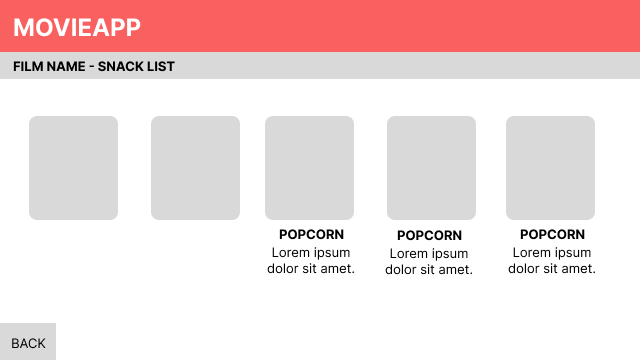 MOVIEAPP
FILM NAME - SNACK LIST
POPCORN
Lorem ipsum
dolor sit amet.
POPCORN
Lorem ipsum
dolor sit amet.
POPCORN
Lorem ipsum
dolor sit amet.
BACK